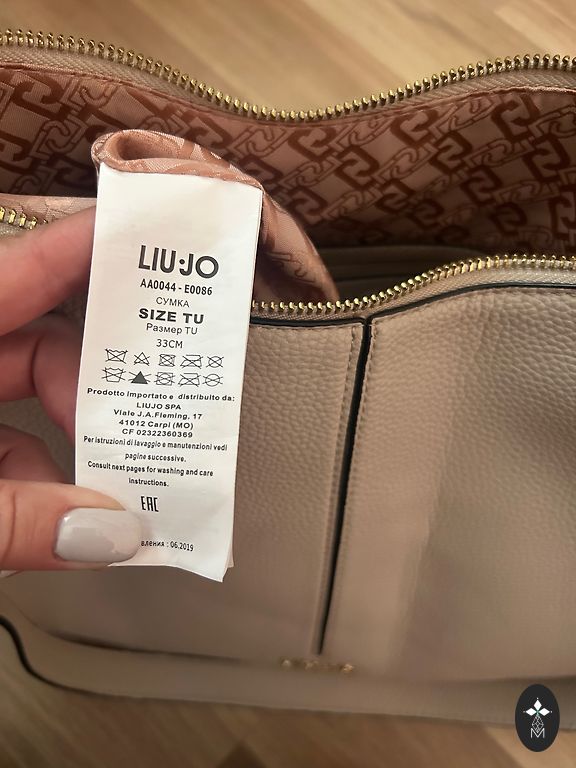 LIU·JO
AA0044 - E0086
СУМКА
SIZE TU
Размер TU
33CM
Prodotto Importato e distribuito da:
LIUJO SPA
Viale J.A.Fleming, 17
41012 Carpi (MO)
CF 02322360369
Per istruzioni di lavaggio e manutenzioni vedi
pagine successive.
Consult next pages for washing and care
instructions.
EAC
вления : 06.2019
M